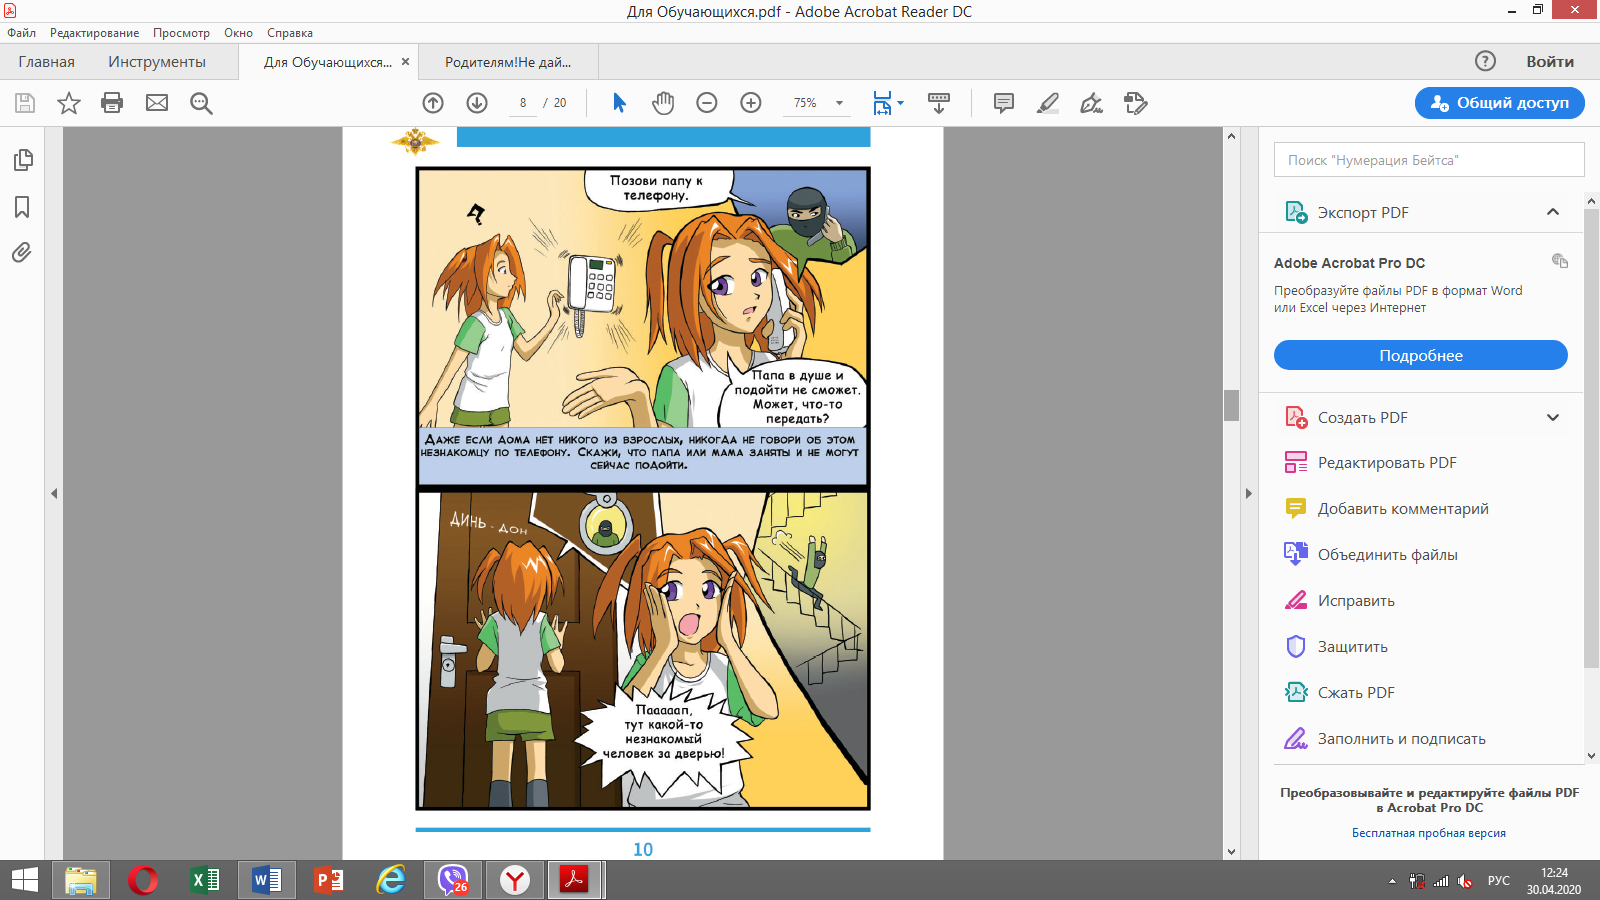 Для Обучающихся.pdf - Adobe Acrobat Reader DC
Файл Редактирование Просмотр Окно Справка
Главная Инструменты Для Обучающихся... × Родителям!Не дай... Войти
8 / 20 75% Общий доступ
Поиск "Нумерация Бейтса"
Экспорт PDF
Adobe Acrobat Pro DC
Преобразуйте файлы PDF в формат Word
или Excel через Интернет
Подробнее
Создать PDF
Редактировать PDF
Добавить комментарий
Объединить файлы
Исправить
Защитить
Сжать PDF
Заполнить и подписать
Преобразовывайте и редактируйте файлы PDF
в Acrobat Pro DC
Бесплатная пробная версия
Позови папу к
телефону.
?
Папа в душе и
подойти не сможет.
Может, что-то
передать?
Даже если дома нет никого из взрослых, никогда не говори об этом
незнакомцу по телефону. Скажи, что папа или мама заняты и не могут
сейчас подойти.
ДИНЬ - ДОН
Пааааап,
тут какой-то
незнакомый
человек за дверью!
10
26
РУС
12:24
30.04.2020